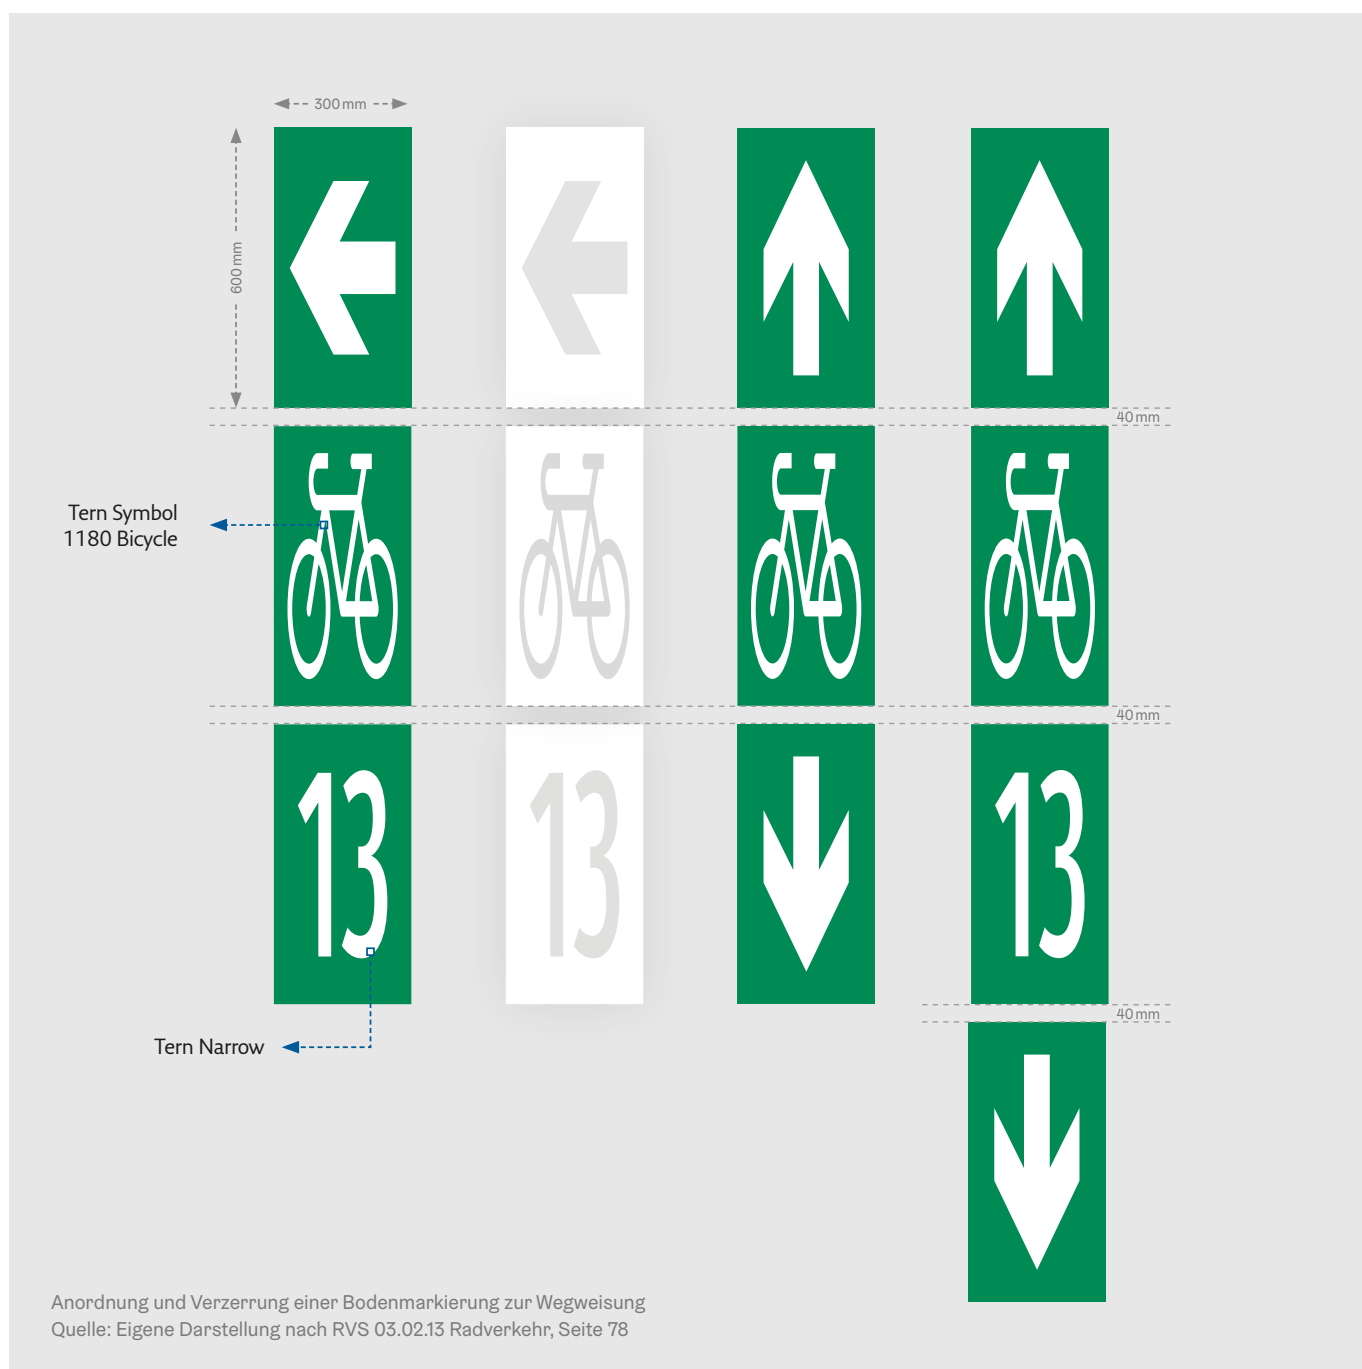 300 mm
600 mm
40 mm
Tern Symbol
1180 Bicycle
40 mm
13
13
13
40 mm
Tern Narrow
Anordnung und Verzerrung einer Bodenmarkierung zur Wegweisung
Quelle: Eigene Darstellung nach RVS 03.02.13 Radverkehr, Seite 78